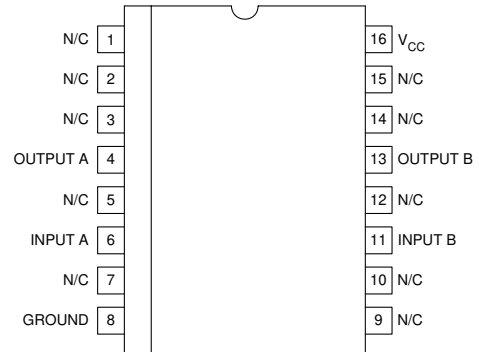 N/C 1 16 VCC
N/C 2 15 N/C
N/C 3 14 N/C
OUTPUT A 4 13 OUTPUT B
N/C 5 12 N/C
INPUT A 6 11 INPUT B
N/C 7 10 N/C
GROUND 8 9 N/C